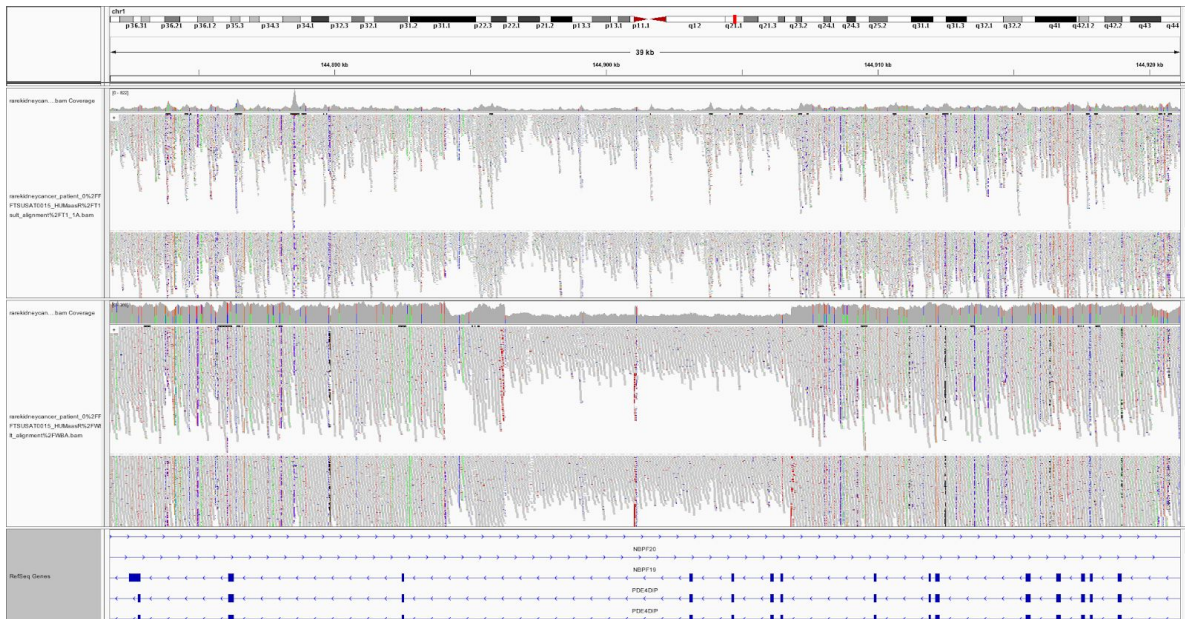 chr1
p36.31 p36.21 p36.12 p35.3 p34.3 p34.1 p32.3 p32.1 p31.2 p31.1 p22.3 p22.1 p21.2 p13.3 p13.1 p11.1 q12 q21.1 q21.3 q23.2 q24.1 q24.3 q25.2 q31.1 q31.3 q32.1 q32.2 q41 q42.12 q42.2 q43 q44
39 kb
144,890 kb 144,900 kb 144,910 kb 144,920 kb
rarekidneycan....bam Coverage
rarekidneycancer_patient_0%2FF
FTSUSAT0015_HUMaasR%2FT1
sult_alignment%2FT1_1A.bam
rarekidneycan....bam Coverage
rarekidneycancer_patient_0%2FF
lt_alignment%2FWBA.bam
NBPF20
RefSeq Genes
NBPF19
PDE4DIP
PDE4DIP